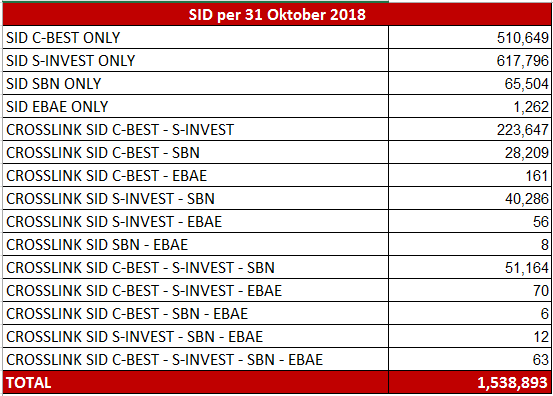 SID per 31 Oktober 2018
SID C-BEST ONLY 510,649
SID S-INVEST ONLY 617,796
SID SBN ONLY 65,504
SID EBAE ONLY 1,262
CROSSLINK SID C-BEST - S-INVEST 223,647
CROSSLINK SID C-BEST - SBN 28,209
CROSSLINK SID C-BEST - EBAE 161
CROSSLINK SID S-INVEST - SBN 40,286
CROSSLINK SID S-INVEST - EBAE 56
CROSSLINK SID SBN - EBAE 8
CROSSLINK SID C-BEST - S-INVEST - SBN 51,164
CROSSLINK SID C-BEST - S-INVEST - EBAE 70
CROSSLINK SID C-BEST - SBN - EBAE 6
CROSSLINK SID S-INVEST - SBN - EBAE 12
CROSSLINK SID C-BEST - S-INVEST - SBN - EBAE 63
TOTAL 1,538,893